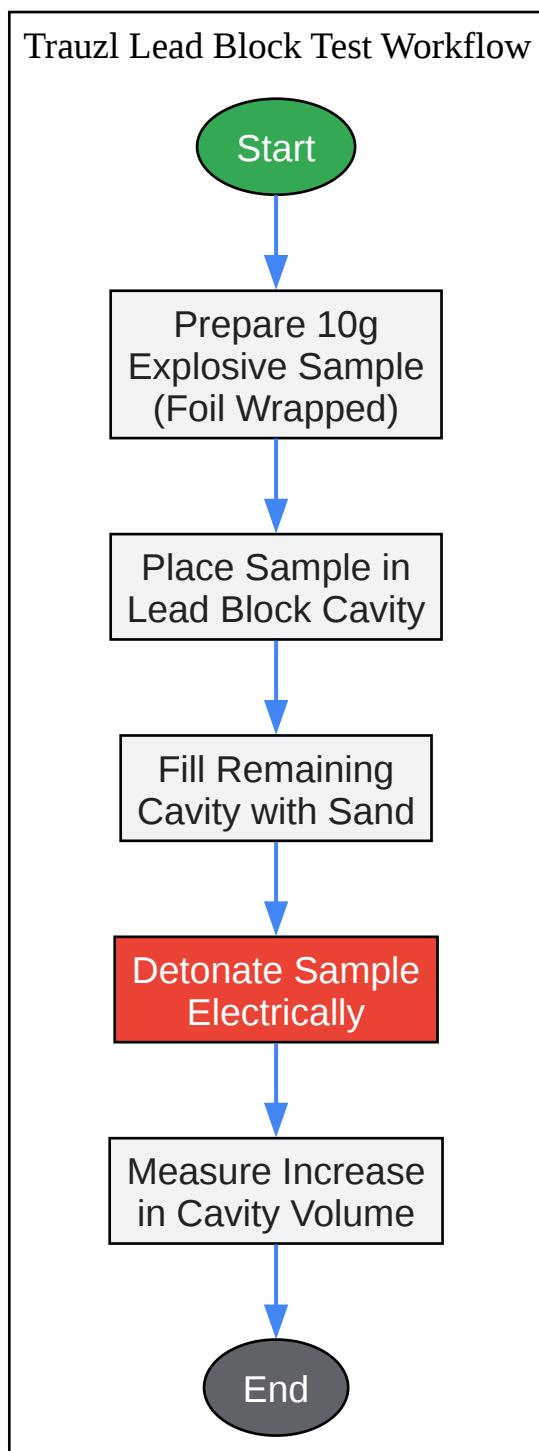 Trauzl Lead Block Test Workflow
Start
Prepare 10g
Explosive Sample
(Foil Wrapped)
Place Sample in
Lead Block Cavity
Fill Remaining
Cavity with Sand
Detonate Sample
Electrically
Measure Increase
in Cavity Volume
End